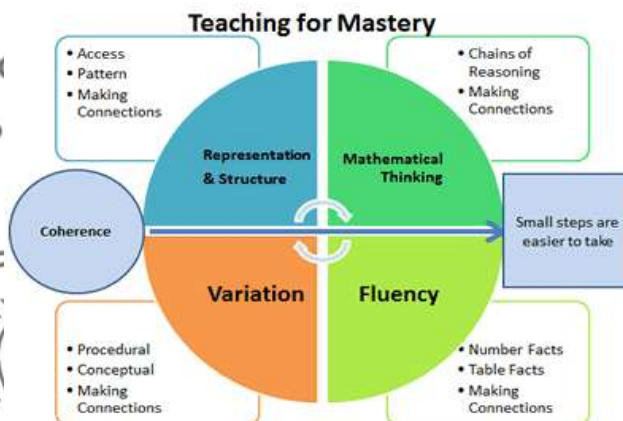 Teaching for Mastery
• Access
• Pattern
• Making
Connections
• Chains of
Reasoning
• Making
Connections
Representation
& Structure
Mathematical
Thinking
Coherence
Small steps are
easier to take
Variation
Fluency
• Procedural
• Conceptual
• Making
Connections
• Number Facts
• Table Facts
• Making
Connections